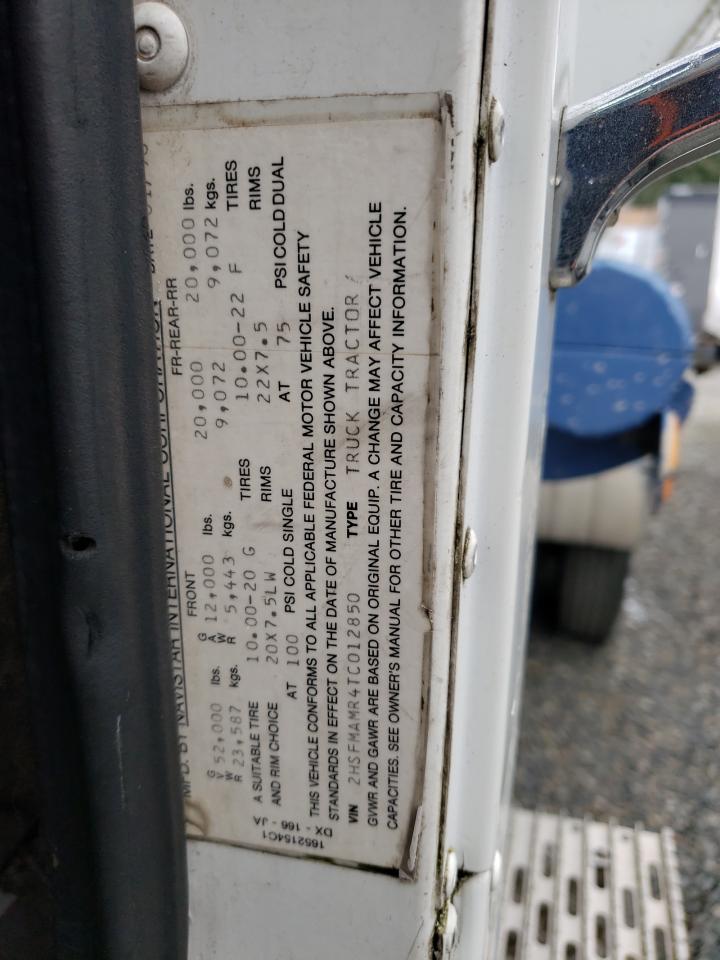 MFD. BY NAVISTAR INTERNATIONAL CORPORATION DATE
FRONT FR-REAR-RR
GVWR 52,000 lbs. GAWR 12,000 lbs. 20,000 20,000 lbs.
23,587 kgs. 5,443 kgs. 9,072 9,072 kgs.
A SUITABLE TIRE 10.00-20 G TIRES 10.00-22 F TIRES
AND RIM CHOICE 20X7.5LW RIMS 22X7.5 RIMS
AT 100 PSI COLD SINGLE AT 75 PSI COLD DUAL
THIS VEHICLE CONFORMS TO ALL APPLICABLE FEDERAL MOTOR VEHICLE SAFETY
STANDARDS IN EFFECT ON THE DATE OF MANUFACTURE SHOWN ABOVE.
VIN 2HSFMAMR4TC012850 TYPE TRUCK TRACTOR
GVWR AND GAWR ARE BASED ON ORIGINAL EQUIP. A CHANGE MAY AFFECT VEHICLE
CAPACITIES. SEE OWNER'S MANUAL FOR OTHER TIRE AND CAPACITY INFORMATION.
1652154C1
DX - 166 - JA